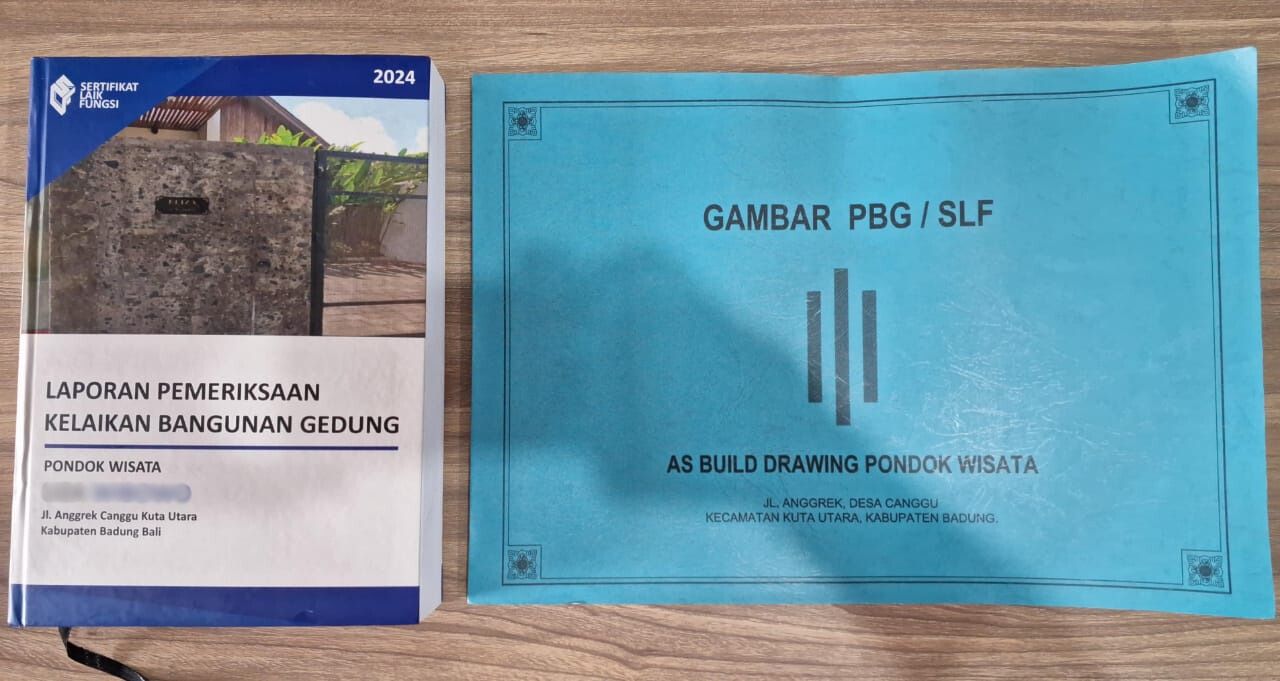 SERTIFIKAT
LAIK
FUNGSI
2024
LAPORAN PEMERIKSAAN
KELAIKAN BANGUNAN GEDUNG
PONDOK WISATA
Jl. Anggrek Canggu Kuta Utara
Kabupaten Badung Bali
GAMBAR PBG / SLF
AS BUILD DRAWING PONDOK WISATA
JL. ANGGREK, DESA CANGGU
KECAMATAN KUTA UTARA, KABUPATEN BADUNG.